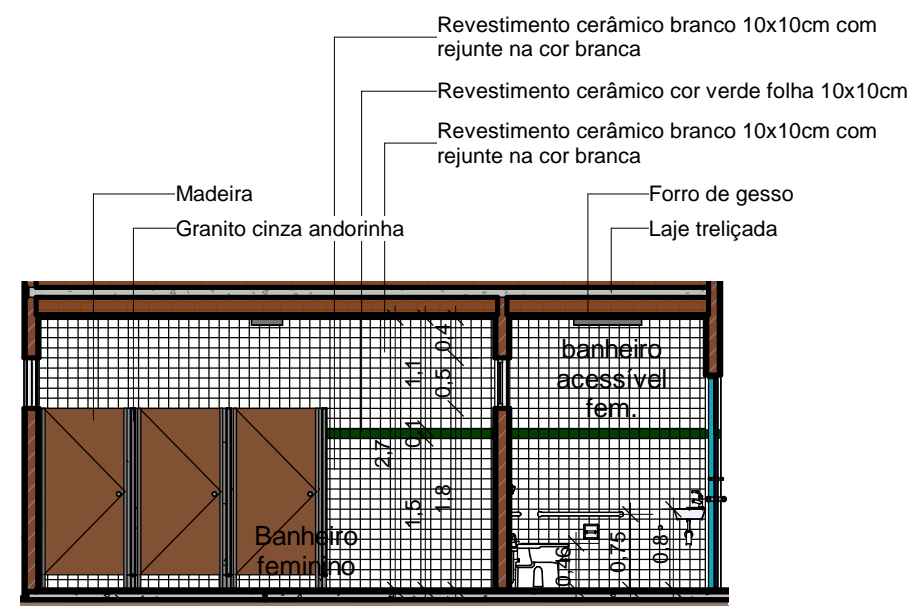 Revestimento cerâmico branco 10x10cm com
rejunte na cor branca
Revestimento cerâmico cor verde folha 10x10cm
Revestimento cerâmico branco 10x10cm com
rejunte na cor branca
Madeira
Forro de gesso
Granito cinza andorinha
Laje treliçada
0,4
1,1
0,5
banheiro
acessível
fem.
0,1
2,7
1,5
1,8
Banheiro
feminino
0,46
0,75
0,8